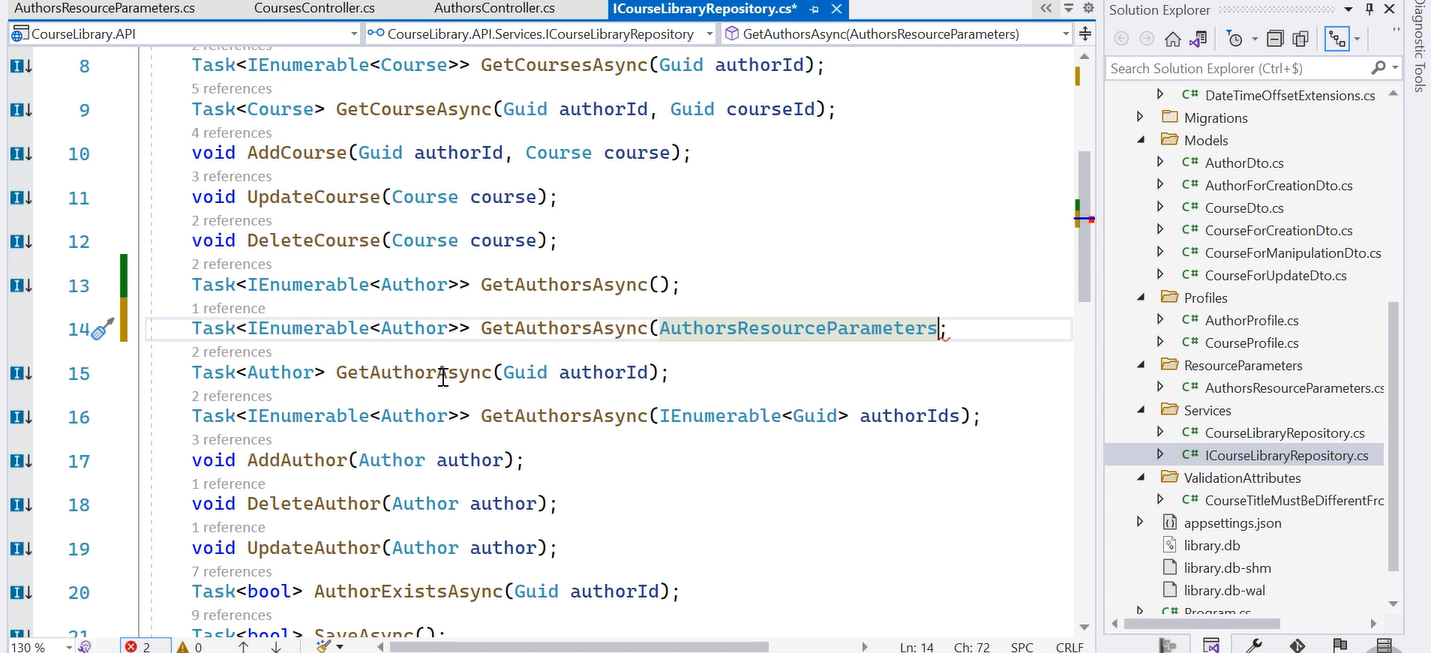 AuthorsResourceParameters.cs CoursesController.cs AuthorsController.cs ICourseLibraryRepository.cs*
CourseLibrary.API CourseLibrary.API.Services.ICourseLibraryRepository GetAuthorsAsync(AuthorsResourceParameters)
2 references
8 Task<IEnumerable<Course>> GetCoursesAsync(Guid authorId);
5 references
9 Task<Course> GetCourseAsync(Guid authorId, Guid courseId);
4 references
10 void AddCourse(Guid authorId, Course course);
3 references
11 void UpdateCourse(Course course);
2 references
12 void DeleteCourse(Course course);
2 references
13 Task<IEnumerable<Author>> GetAuthorsAsync();
1 reference
14 Task<IEnumerable<Author>> GetAuthorsAsync(AuthorsResourceParameters;
2 references
15 Task<Author> GetAuthorAsync(Guid authorId);
2 references
16 Task<IEnumerable<Author>> GetAuthorsAsync(IEnumerable<Guid> authorIds);
3 references
17 void AddAuthor(Author author);
1 reference
18 void DeleteAuthor(Author author);
1 reference
19 void UpdateAuthor(Author author);
7 references
20 Task<bool> AuthorExistsAsync(Guid authorId);
9 references
21 Task<bool> SaveAsync();
130 % 2 0 Ln: 14 Ch: 72 SPC CRLF
Solution Explorer
Search Solution Explorer (Ctrl+$)
C# DateTimeOffsetExtensions.cs
Migrations
Models
C# AuthorDto.cs
C# AuthorForCreationDto.cs
C# CourseDto.cs
C# CourseForCreationDto.cs
C# CourseForManipulationDto.cs
C# CourseForUpdateDto.cs
Profiles
C# AuthorProfile.cs
C# CourseProfile.cs
ResourceParameters
C# AuthorsResourceParameters.cs
Services
C# CourseLibraryRepository.cs
C# ICourseLibraryRepository.cs
ValidationAttributes
C# CourseTitleMustBeDifferentFrc
appsettings.json
library.db
library.db-shm
library.db-wal
C# Program.cs
Diagnostic Tools